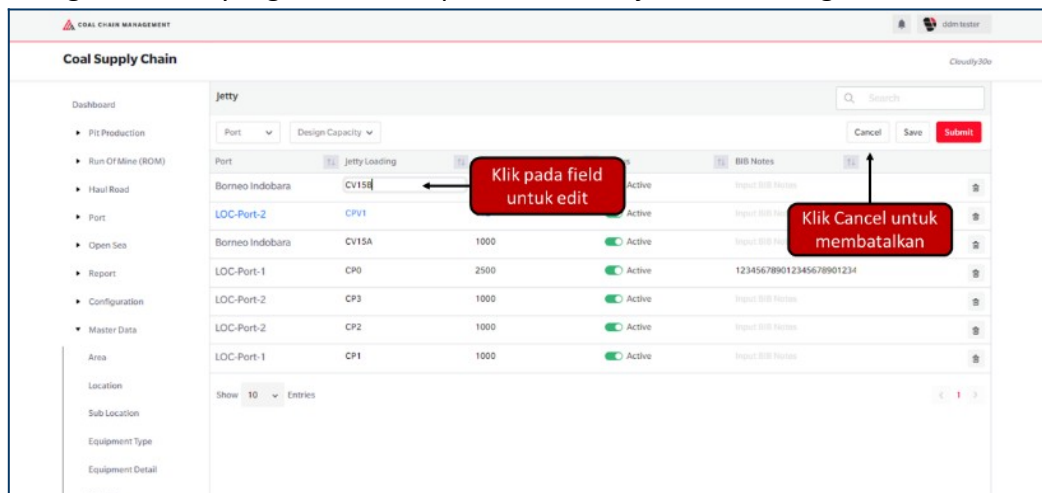 COAL CHAIN MANAGEMENT
ddm tester
Coal Supply Chain
Cloudly30o
Dashboard
Pit Production
Run Of Mine (ROM)
Haul Road
Port
Open Sea
Report
Configuration
Master Data
Area
Location
Sub Location
Equipment Type
Equipment Detail
Jetty
Search
Port
Design Capacity
Cancel
Save
Submit
Port Jetty Loading BIB Notes
Borneo Indobara CV15B Active Input BIB Notes
LOC-Port-2 CPV1 Active
Borneo Indobara CV15A 1000 Active
LOC-Port-1 CP0 2500 Active 123456789012345678901234
LOC-Port-2 CP3 1000 Active Input BIB Notes
LOC-Port-2 CP2 1000 Active Input BIB Notes
LOC-Port-1 CP1 1000 Active Input BIB Notes
Klik pada field
untuk edit
Klik Cancel untuk
membatalkan
Show 10 Entries
1